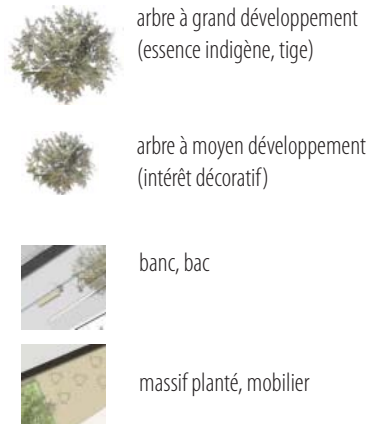 arbre à grand développement
(essence indigène, tige)
arbre à moyen développement
(intérêt décoratif)
banc, bac
massif planté, mobilier